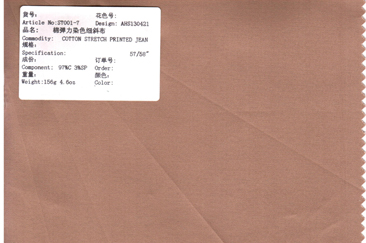 货号: 花色号:
Article No:ST001-7 Design: AHS130421
品名: 棉弹力染色细斜布
Commodity: COTTON STRETCH PRINTED JEAN
规格:
Specification: 57/58"
成份: 订单号:
Component: 97%C 3%SP Order:
重量: 颜色:
Weight:156g 4.6oz Color: